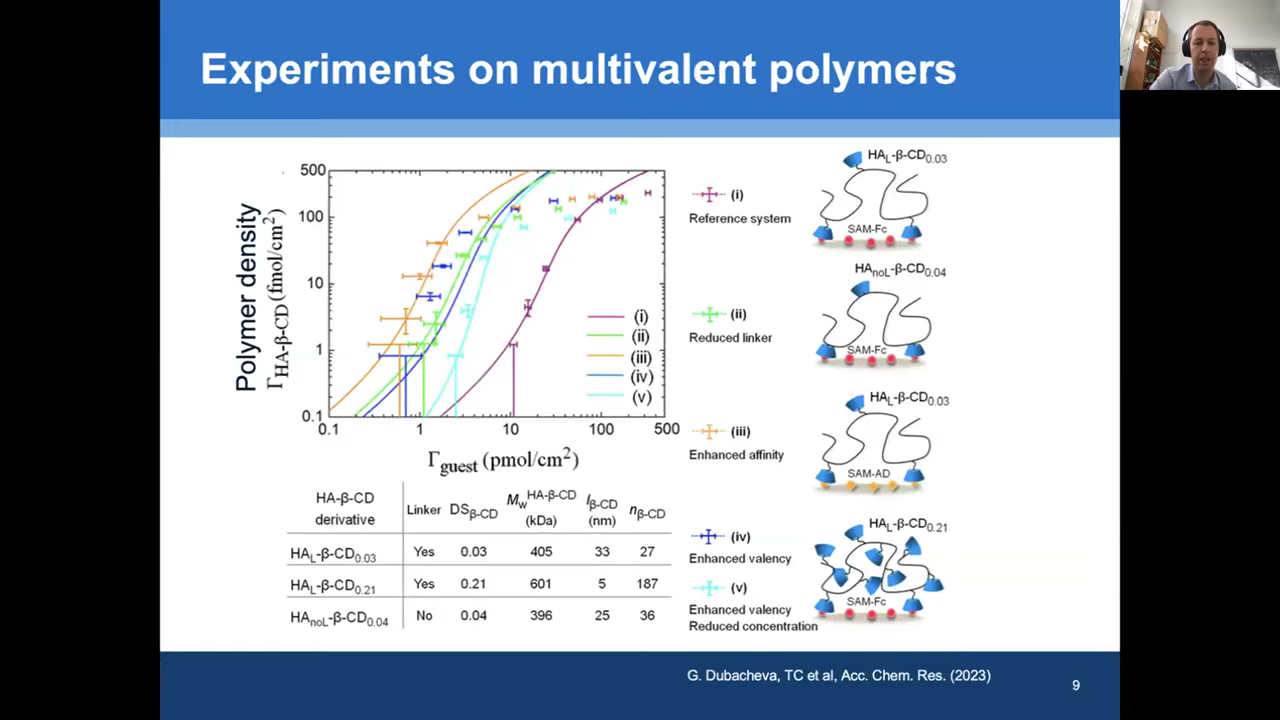 Experiments on multivalent polymers
Polymer density
Γ_HA-β-CD (fmol/cm²)
500
100
10
1
0.1
0.1 1 10 100 500
Γ_guest (pmol/cm²)
(i)
(ii)
(iii)
(iv)
(v)
(i)
Reference system
HA_L-β-CD_0.03
SAM-Fc
(ii)
Reduced linker
HA_noL-β-CD_0.04
SAM-Fc
(iii)
Enhanced affinity
HA_L-β-CD_0.03
SAM-AD
(iv)
Enhanced valency
(v)
Enhanced valency
Reduced concentration
HA_L-β-CD_0.21
SAM-Fc
HA-β-CD derivative Linker DS_β-CD M_w^HA-β-CD (kDa) l_β-CD (nm) n_β-CD
HA_L-β-CD_0.03 Yes 0.03 405 33 27
HA_L-β-CD_0.21 Yes 0.21 601 5 187
HA_noL-β-CD_0.04 No 0.04 396 25 36
G. Dubacheva, TC et al, Acc. Chem. Res. (2023)
9